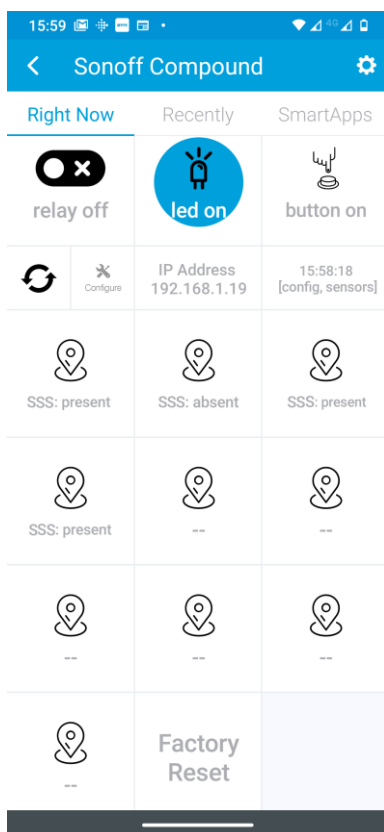 15:59
4G
Sonoff Compound
Right Now
Recently
SmartApps
relay off
led on
button on
Configure
IP Address
192.168.1.19
15:58:18
[config, sensors]
SSS: present
SSS: absent
SSS: present
SSS: present
--
--
--
--
--
--
Factory
Reset